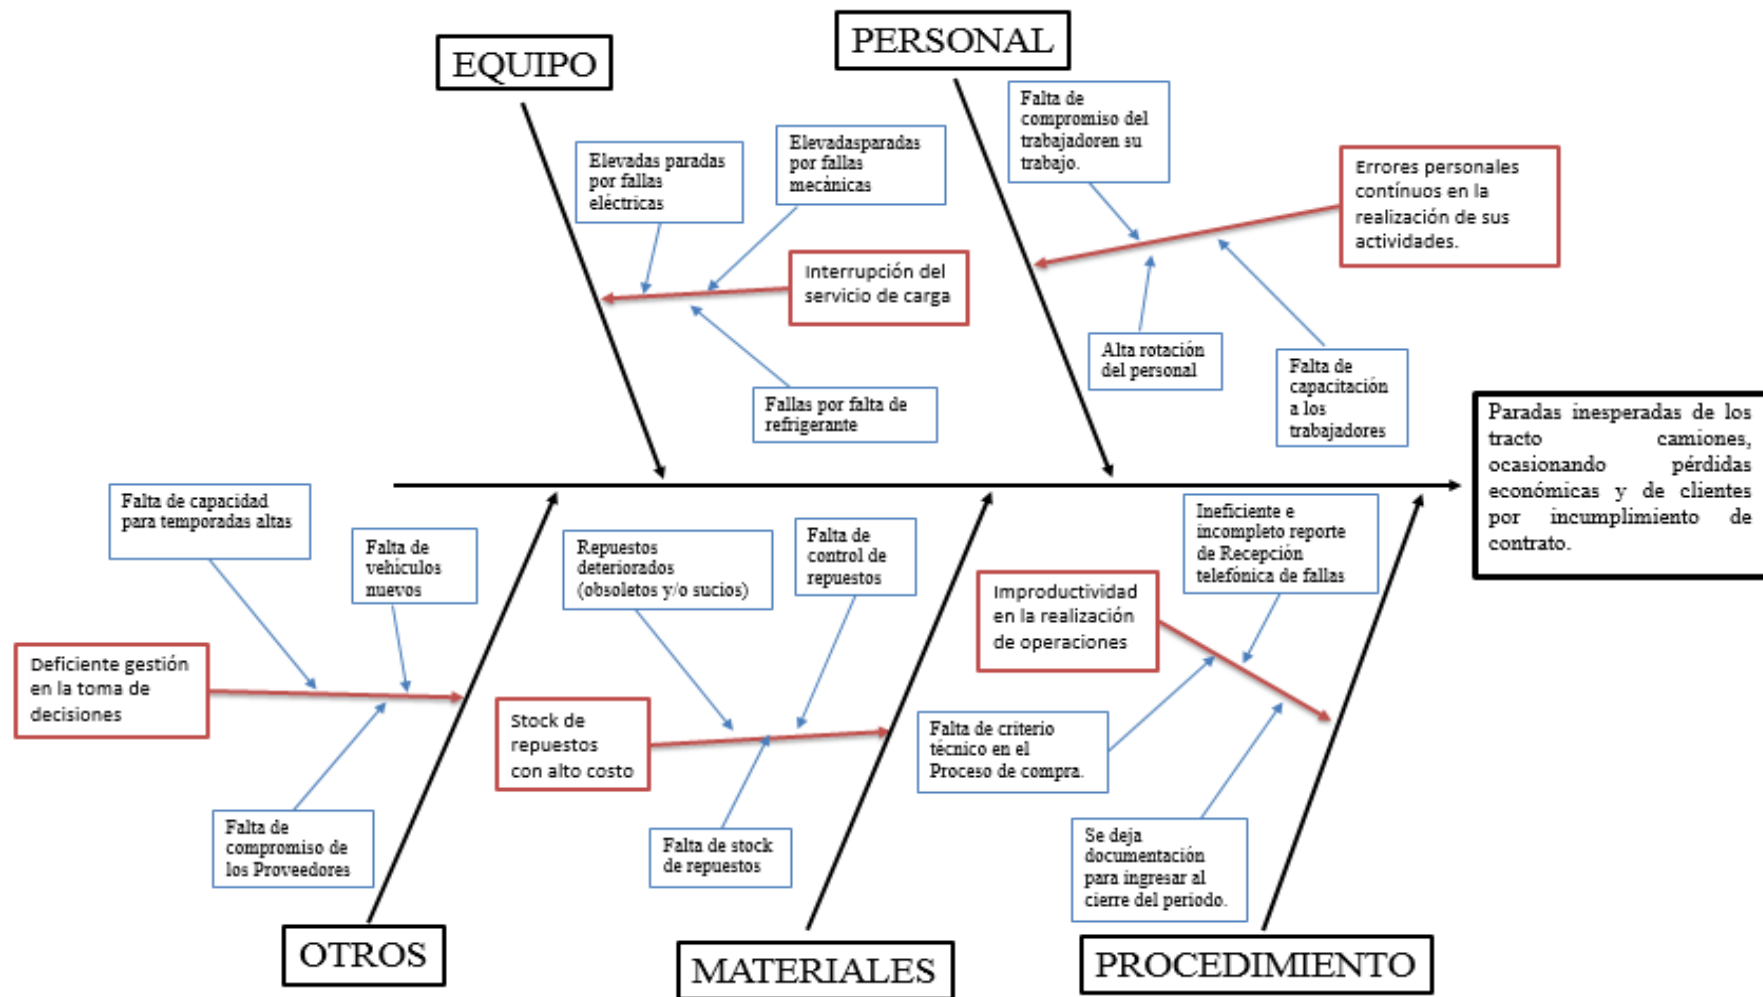 EQUIPO
PERSONAL
Elevadas paradas
por fallas
eléctricas
Elevadasparadas
por fallas
mecánicas
Interrupción del
servicio de carga
Fallas por falta de
refrigerante
Falta de
compromiso del
trabajadoren su
trabajo.
Errores personales
contínuos en la
realización de sus
actividades.
Alta rotación
del personal
Falta de
capacitación
a los
trabajadores
Paradas inesperadas de los
tracto camiones,
ocasionando pérdidas
económicas y de clientes
por incumplimiento de
contrato.
Falta de capacidad
para temporadas altas
Falta de
vehículos
nuevos
Deficiente gestión
en la toma de
decisiones
Falta de
compromiso de
los Proveedores
Repuestos
deteriorados
(obsoletos y/o sucios)
Falta de
control de
repuestos
Stock de
repuestos
con alto costo
Falta de stock
de repuestos
Ineficiente e
incompleto reporte
de Recepción
telefónica de fallas
Improductividad
en la realización
de operaciones
Falta de criterio
técnico en el
Proceso de compra.
Se deja
documentación
para ingresar al
cierre del periodo.
OTROS
MATERIALES
PROCEDIMIENTO